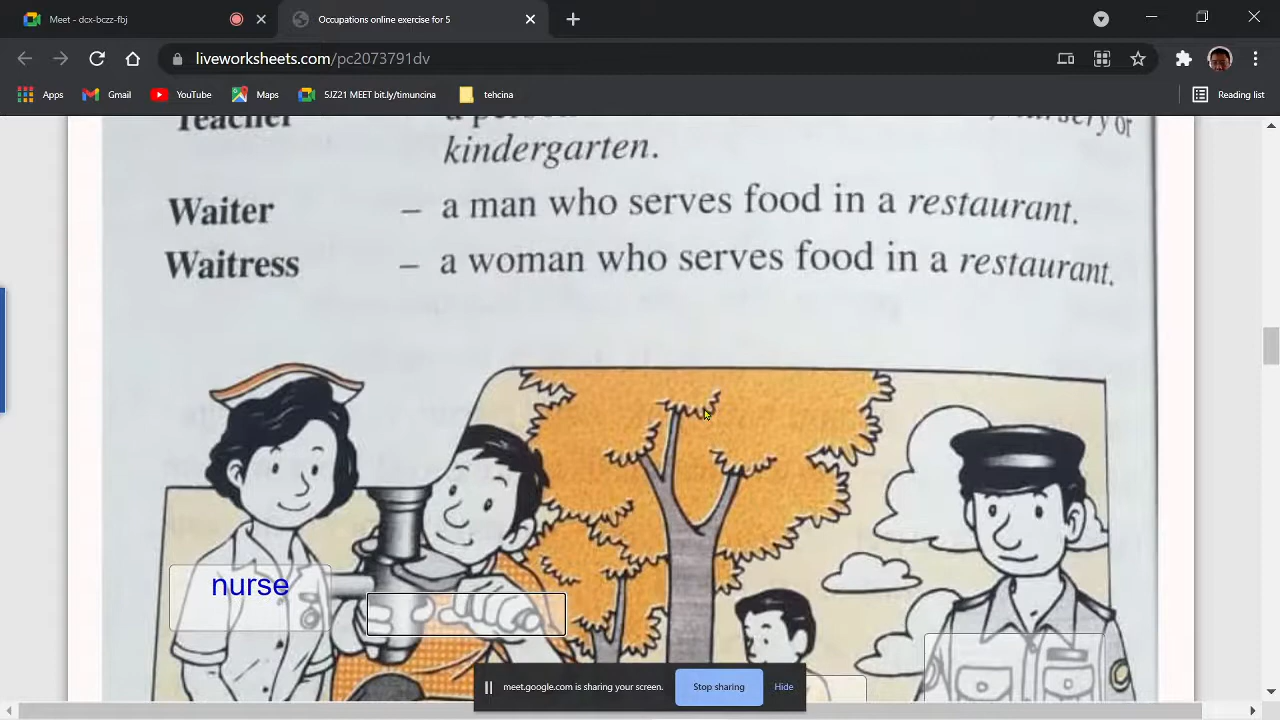 Meet - dcx-bczz-fbj
Occupations online exercise for 5
liveworksheets.com/pc2073791dv
Apps Gmail YouTube Maps 5JZ21 MEET bit.ly/timuncina tehcina Reading list
Teacher
kindergarten.
Waiter – a man who serves food in a restaurant.
Waitress – a woman who serves food in a restaurant.
nurse
meet.google.com is sharing your screen. Stop sharing Hide